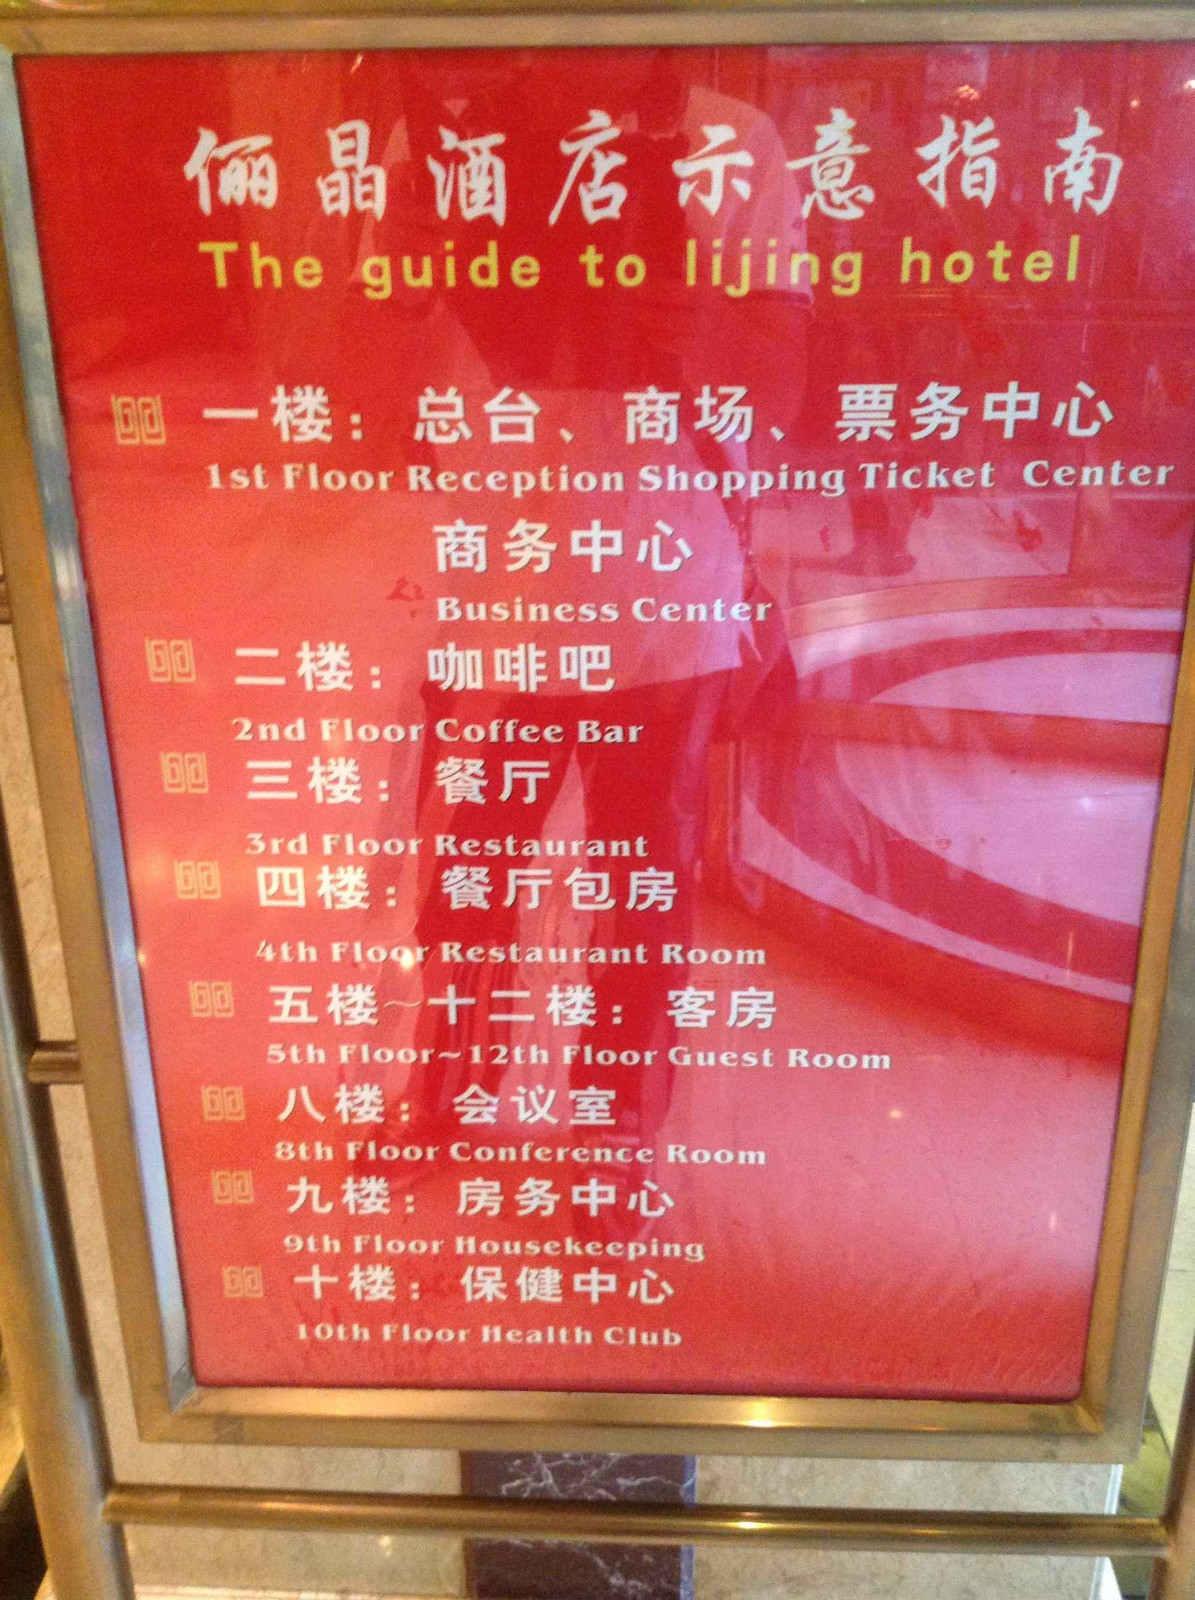 俪晶酒店示意指南
The guide to lijing hotel
一楼：总台、商场、票务中心
1st Floor Reception Shopping Ticket Center
商务中心
Business Center
二楼：咖啡吧
2nd Floor Coffee Bar
三楼：餐厅
3rd Floor Restaurant
四楼：餐厅包房
4th Floor Restaurant Room
五楼~十二楼：客房
5th Floor~12th Floor Guest Room
八楼：会议室
8th Floor Conference Room
九楼：房务中心
9th Floor Housekeeping
十楼：保健中心
10th Floor Health Club